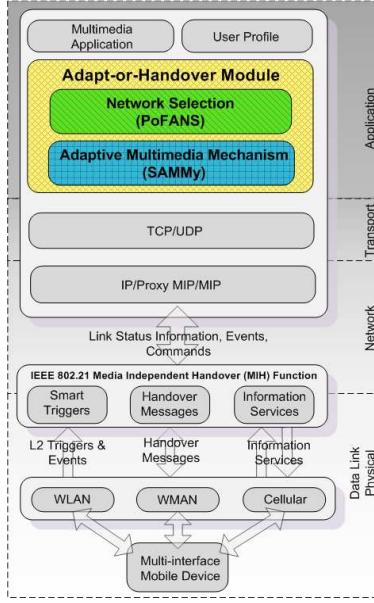 Multimedia
Application
User Profile
Adapt-or-Handover Module
Network Selection
(PoFANS)
Adaptive Multimedia Mechanism
(SAMMy)
Application
TCP/UDP
Transport
IP/Proxy MIP/MIP
Network
Link Status Information, Events,
Commands
IEEE 802.21 Media Independent Handover (MIH) Function
Smart
Triggers
Handover
Messages
Information
Services
L2 Triggers &
Events
Handover
Messages
Information
Services
Data Link
Physical
WLAN
WMAN
Cellular
Multi-interface
Mobile Device